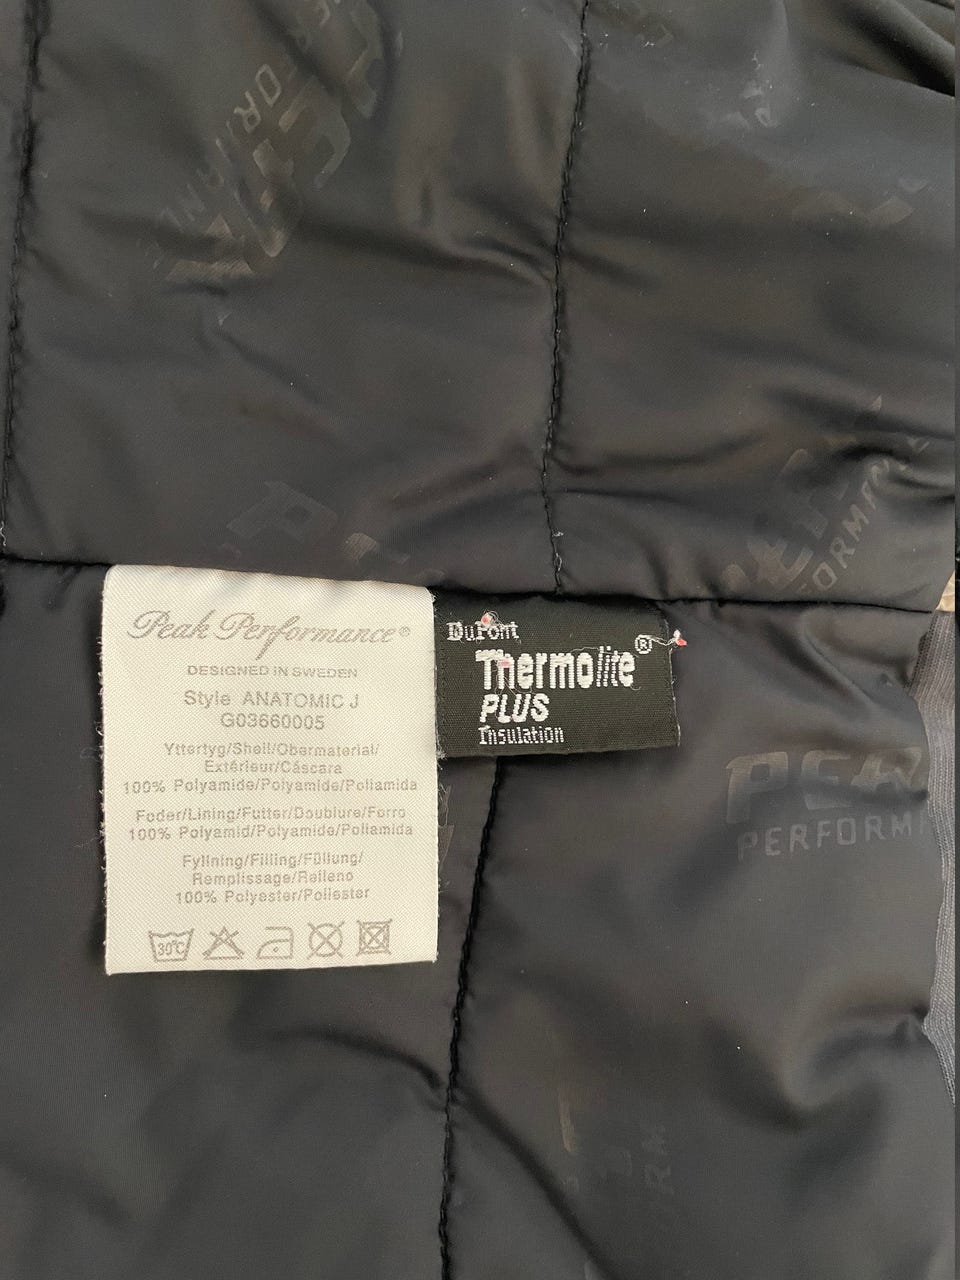 Peak Performance®
DESIGNED IN SWEDEN
Style ANATOMIC J
G03660005
Yttertyg/Shell/Obermaterial/
Extérieur/Cáscara
100% Polyamide/Polyamide/Poliamida
Foder/Lining/Futter/Doublure/Forro
100% Polyamid/Polyamide/Poliamida
Fyllning/Filling/Füllung/
Remplissage/Relleno
100% Polyester/Poliester
30°C
DuPont
Thermolite®
PLUS
Insulation
PEAK
PERFORM